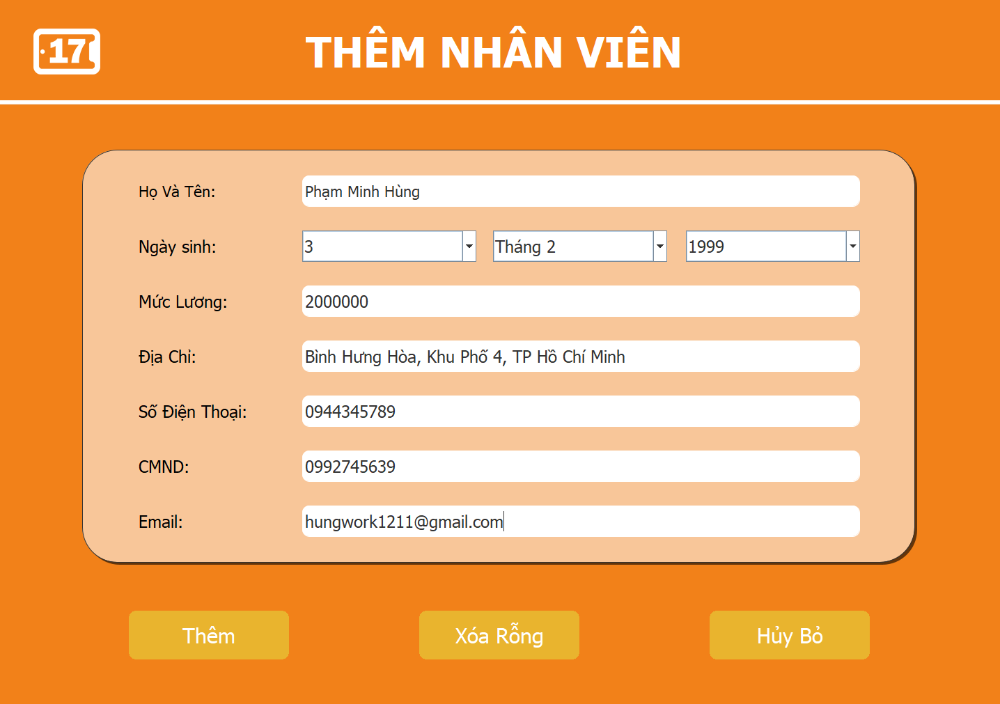 17
THÊM NHÂN VIÊN
Họ Và Tên: Phạm Minh Hùng
Ngày sinh: 3 Tháng 2 1999
Mức Lương: 2000000
Địa Chỉ: Bình Hưng Hòa, Khu Phố 4, TP Hồ Chí Minh
Số Điện Thoại: 0944345789
CMND: 0992745639
Email: hungwork1211@gmail.com
Thêm Xóa Rỗng Hủy Bỏ